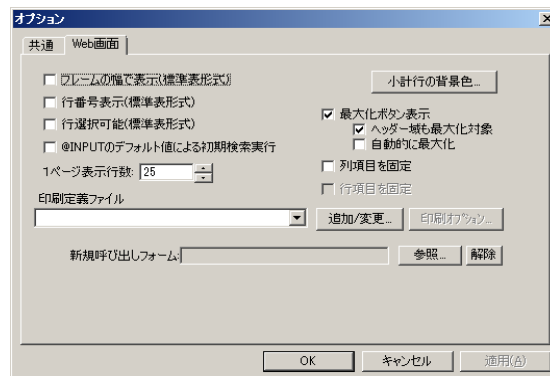 オプション
共通 Web画面
フレームの幅で表示(標準表形式)
小計行の背景色...
行番号表示(標準表形式)
最大化ボタン表示
行選択可能(標準表形式)
ヘッダー域も最大化対象
@INPUTのデフォルト値による初期検索実行
自動的に最大化
1ページ表示行数: 25
列項目を固定
行項目を固定
印刷定義ファイル
追加/変更... 印刷オプション...
新規呼び出しフォーム: 参照... 解除
OK キャンセル 適用(A)